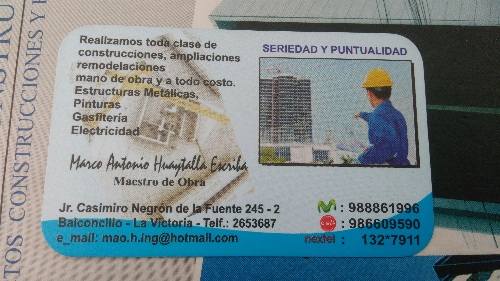 Realizamos toda clase de
construcciones, ampliaciones
remodelaciones
mano de obra y a todo costo.
Estructuras Metálicas,
Pinturas
Gasfitería
Electricidad
SERIEDAD Y PUNTUALIDAD
Marco Antonio Huaytalla Escriba
Maestro de Obra
Jr. Casimiro Negrón de la Fuente 245 - 2
Balconcillo - La Victoria - Telf.: 2653687
e_mail: mao.h.ing@hotmail.com
: 988861996
: 986609590
nextel : 132*7911
TOS CONSTRUCCIONES Y